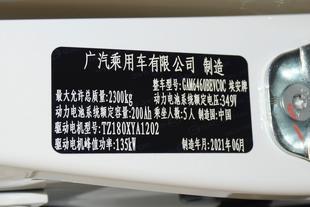 广汽乘用车有限公司 制造
整车型号:GAM6460BEVC0C 埃安牌
最大允许总质量:2300kg
动力电池系统额定电压:349V
动力电池系统额定容量:200Ah 乘坐人数:5人 制造国:中国
驱动电机型号:TZ180XYA1202
驱动电机峰值功率:135kW
制造年月:2021年06月